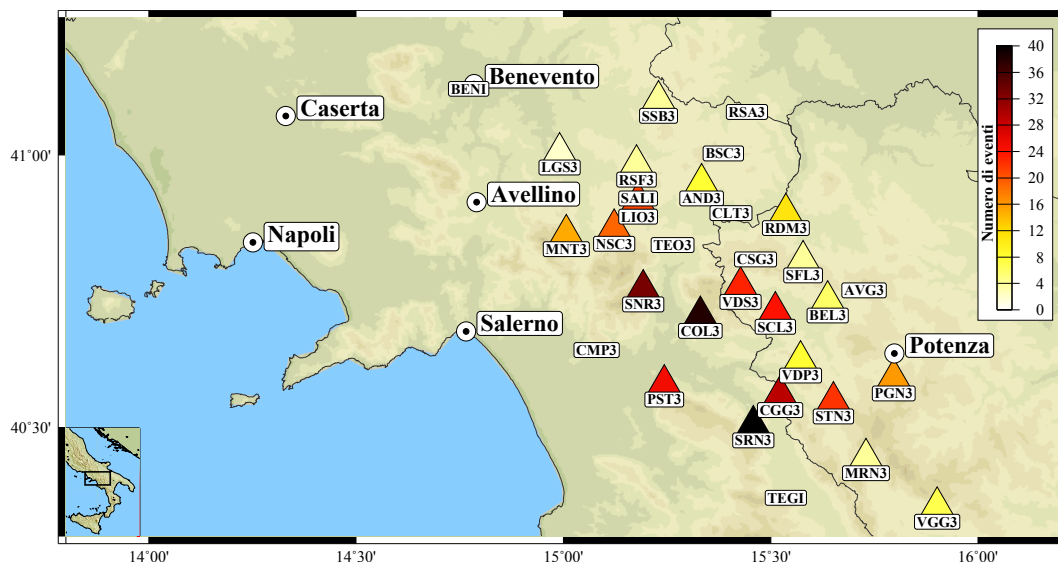 Benevento
BENI
Caserta
SSB3
RSA3
41°00'
LGS3
BSC3
RSF3
Avellino
SALI
AND3
LIO3
CLT3
RDM3
Napoli
MNT3
NSC3
TEO3
CSG3
SFL3
SNR3
VDS3
AVG3
BEL3
Salerno
COL3
SCL3
CMP3
Potenza
VDP3
PST3
PGN3
CGG3
STN3
40°30'
SRN3
MRN3
TEGI
VGG3
14°00'
14°30'
15°00'
15°30'
16°00'
Numero di eventi
40
36
32
28
24
20
16
12
8
4
0